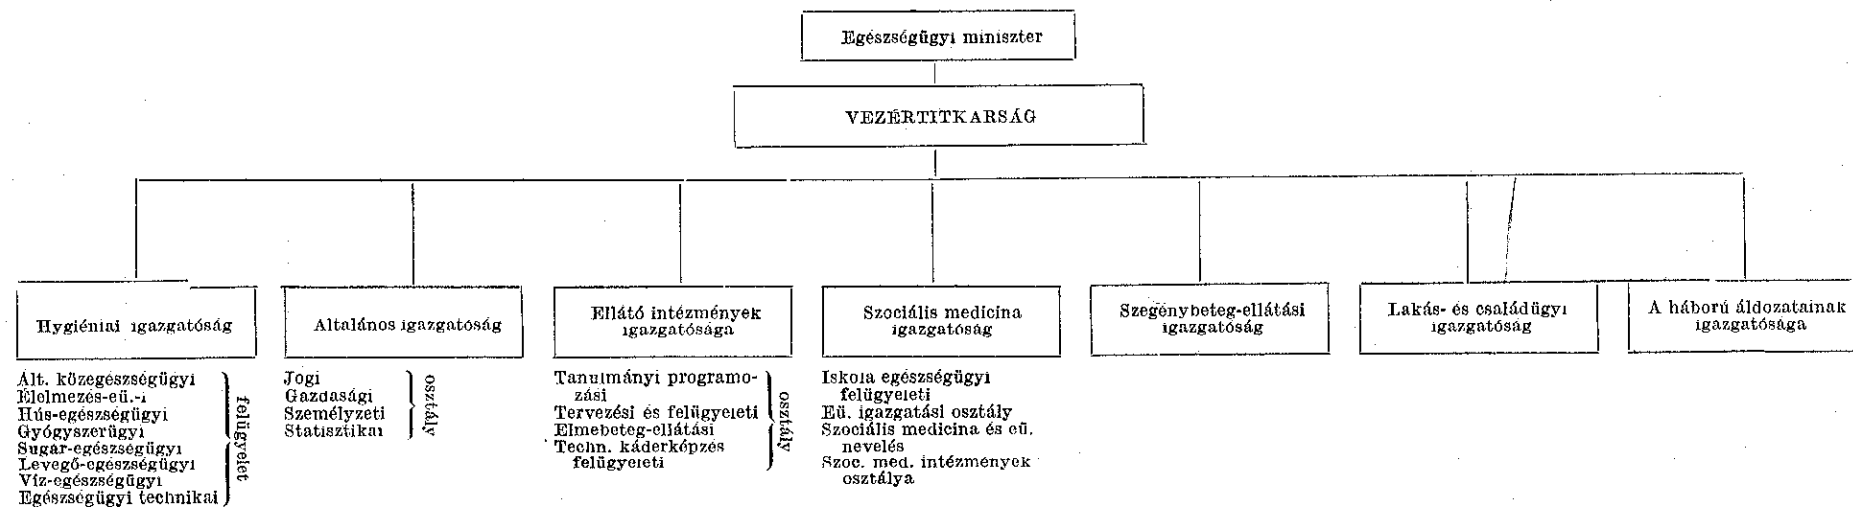 Egészségügyi miniszter
VEZÉRTITKARSÁG
Hygiéniai igazgatóság
Általános igazgatóság
Ellátó intézmények
igazgatósága
Szociális medicina
igazgatóság
Szegénybeteg-ellátási
igazgatóság
Lakás- és családügyi
igazgatóság
A háború áldozatainak
igazgatósága
Ált. közegészségügyi
Élelmezés-eü.-i
Hús-egészségügyi
Gyógyszerügyi
Sugár-egészségügyi
Levegő-egészségügyi
Víz-egészségügyi
Egészségügyi technikai
felügyelet
Jogi
Gazdasági
Személyzeti
Statisztikai
osztály
Tanulmányi programo-
zási
Tervezési és felügyeleti
Elmebeteg-ellátási
Techn. káderképzés
felügyeleti
osztály
Iskola egészségügyi
felügyeleti
Eü. igazgatási osztály
Szociális medicina és eü.
nevelés
Szoc. med. intézmények
osztálya